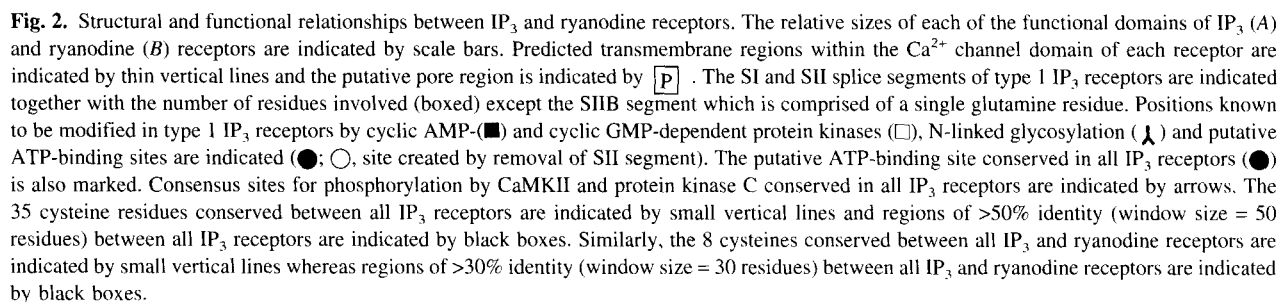 Fig. 2. Structural and functional relationships between IP₃ and ryanodine receptors. The relative sizes of each of the functional domains of IP₃ (A)
and ryanodine (B) receptors are indicated by scale bars. Predicted transmembrane regions within the Ca²⁺ channel domain of each receptor are
indicated by thin vertical lines and the putative pore region is indicated by P . The SI and SII splice segments of type 1 IP₃ receptors are indicated
together with the number of residues involved (boxed) except the SIIB segment which is comprised of a single glutamine residue. Positions known
to be modified in type 1 IP₃ receptors by cyclic AMP-(■) and cyclic GMP-dependent protein kinases (□), N-linked glycosylation ( ) and putative
ATP-binding sites are indicated (●; ○, site created by removal of SII segment). The putative ATP-binding site conserved in all IP₃ receptors (●)
is also marked. Consensus sites for phosphorylation by CaMKII and protein kinase C conserved in all IP₃ receptors are indicated by arrows. The
35 cysteine residues conserved between all IP₃ receptors are indicated by small vertical lines and regions of >50% identity (window size = 50
residues) between all IP₃ receptors are indicated by black boxes. Similarly, the 8 cysteines conserved between all IP₃ and ryanodine receptors are
indicated by small vertical lines whereas regions of >30% identity (window size = 30 residues) between all IP₃ and ryanodine receptors are indicated
by black boxes.